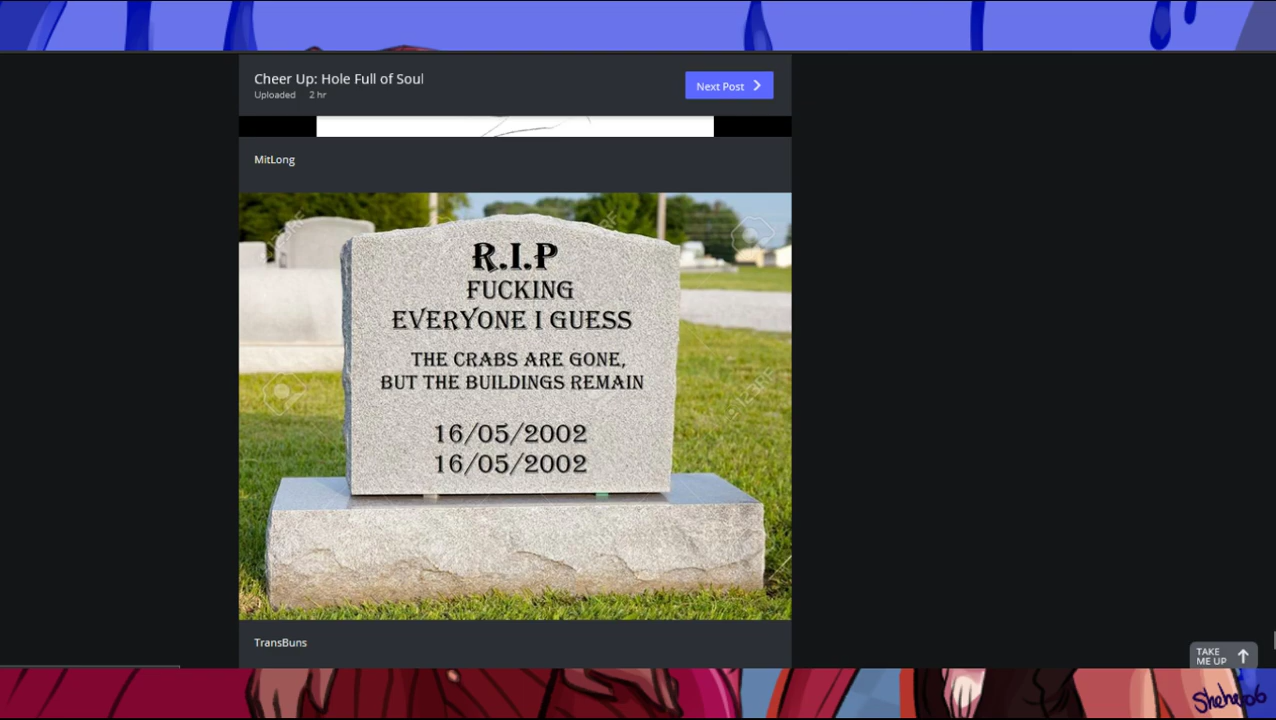 Cheer Up: Hole Full of Soul
Uploaded 2 hr
Next Post
MitLong
R.I.P
FUCKING
EVERYONE I GUESS
THE CRABS ARE GONE,
BUT THE BUILDINGS REMAIN
16/05/2002
16/05/2002
123RF
TransBuns
TAKE
ME UP